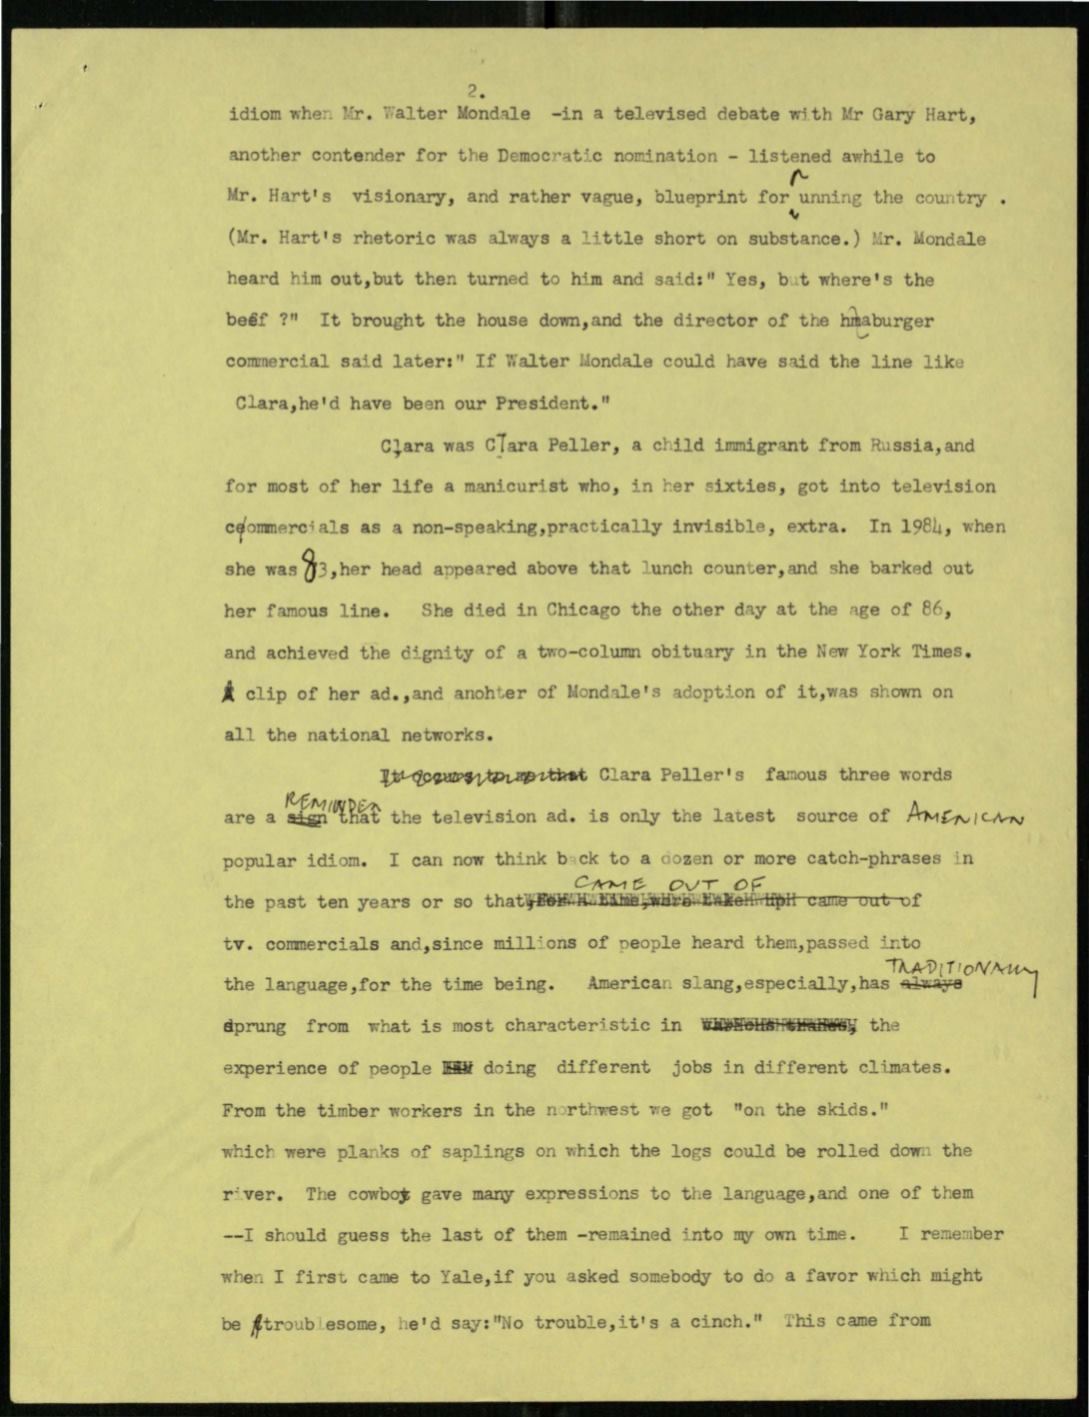 2.
idiom when Mr. Walter Mondale -in a televised debate with Mr Gary Hart,
another contender for the Democratic nomination - listened awhile to
Mr. Hart's visionary, and rather vague, blueprint for running the country .
(Mr. Hart's rhetoric was always a little short on substance.) Mr. Mondale
heard him out,but then turned to him and said:" Yes, but where's the
beef ?" It brought the house down,and the director of the hmaburger
commercial said later:" If Walter Mondale could have said the line like
Clara,he'd have been our President."
Clara was Clara Peller, a child immigrant from Russia,and
for most of her life a manicurist who, in her sixties, got into television
commercials as a non-speaking,practically invisible, extra. In 1984, when
she was 83,her head appeared above that lunch counter,and she barked out
her famous line. She died in Chicago the other day at the age of 86,
and achieved the dignity of a two-column obituary in the New York Times.
A clip of her ad.,and anohter of Mondale's adoption of it,was shown on
all the national networks.
It occurs to me that Clara Peller's famous three words
REMINDER
are a sign that the television ad. is only the latest source of AMERICAN
popular idiom. I can now think back to a dozen or more catch-phrases in
CAME OUT OF
the past ten years or so that, came out of
tv. commercials and,since millions of people heard them,passed into
TRADITIONALLY
the language,for the time being. American slang,especially,has always
sprung from what is most characteristic in the
experience of people doing different jobs in different climates.
From the timber workers in the northwest we got "on the skids."
which were planks of saplings on which the logs could be rolled down the
river. The cowboy gave many expressions to the language,and one of them
--I should guess the last of them -remained into my own time. I remember
when I first came to Yale,if you asked somebody to do a favor which might
be troublesome, he'd say:"No trouble,it's a cinch." This came from